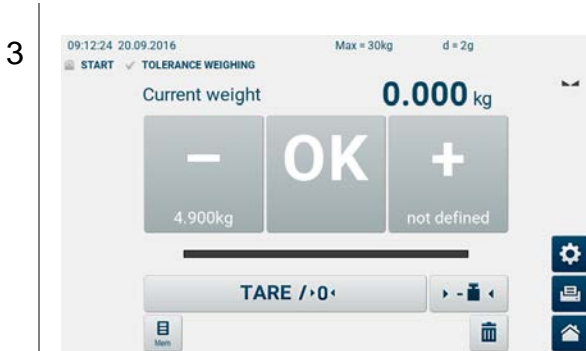 3
09:12:24 20.09.2016 Max = 30kg d = 2g
START TOLERANCE WEIGHING
Current weight 0.000 kg
− OK +
4.900kg not defined
TARE /›0‹
› - ‹
Mem